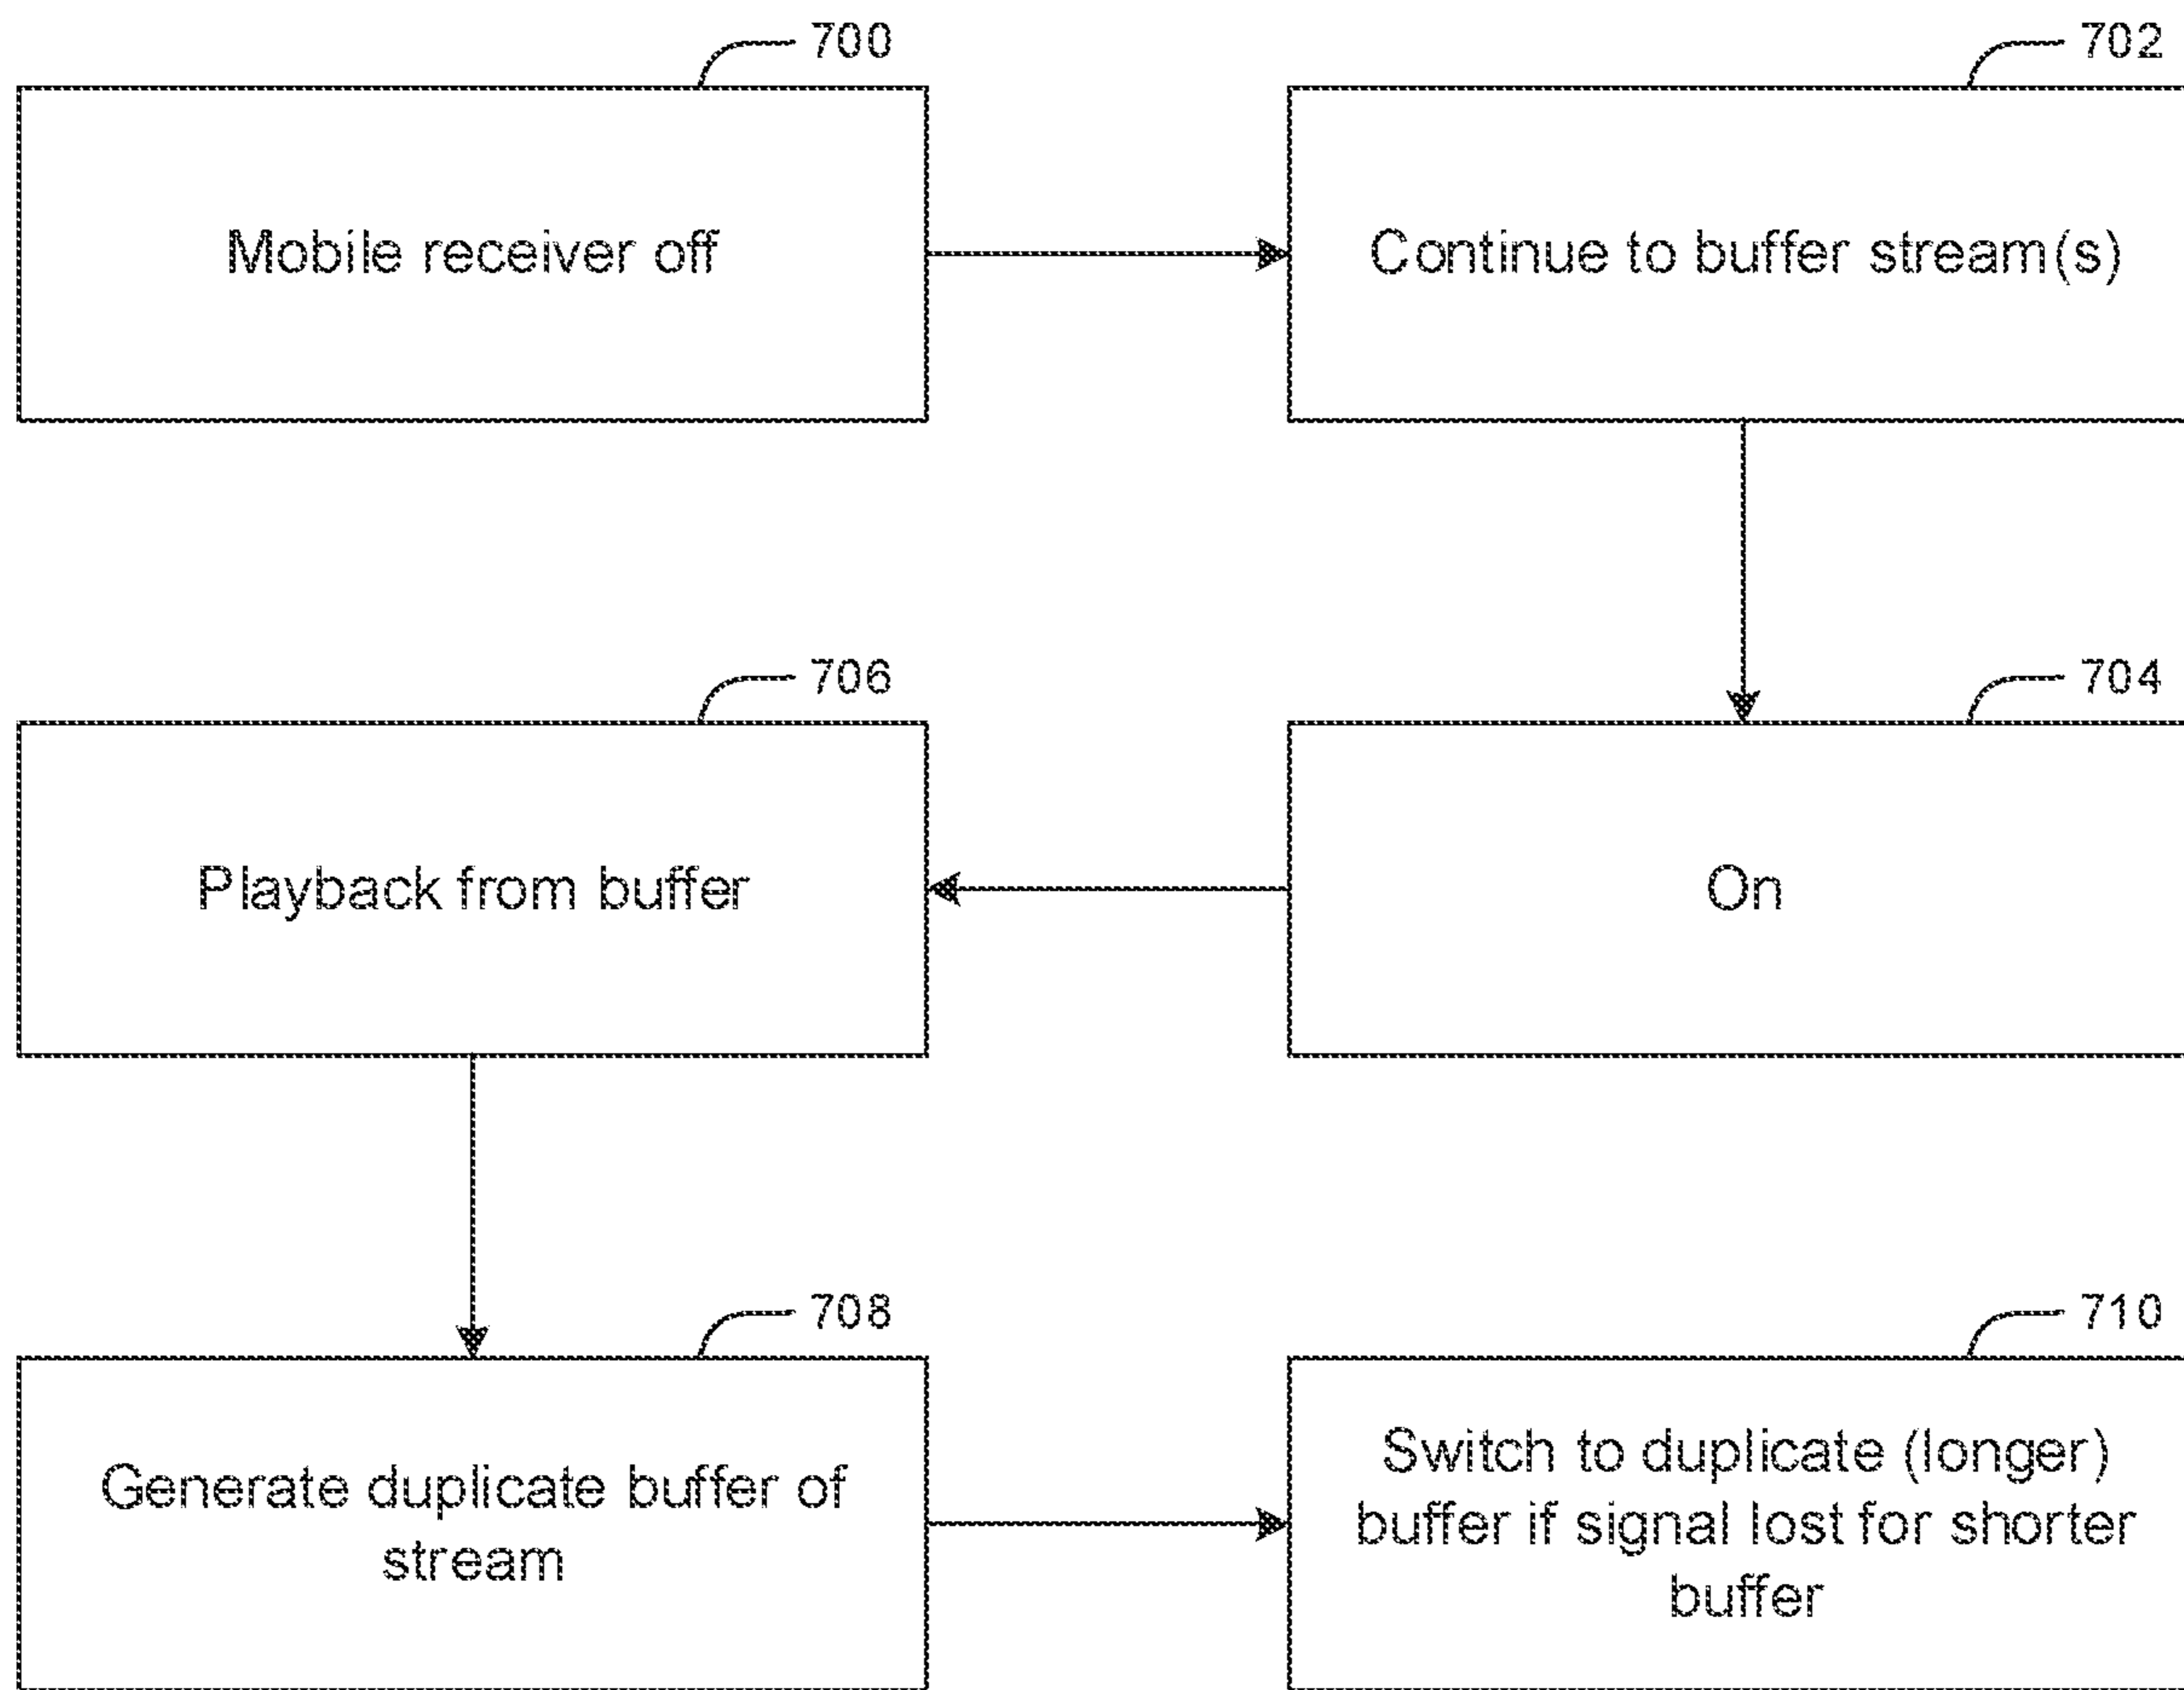 700
Mobile receiver off
702
Continue to buffer stream(s)
704
On
706
Playback from buffer
708
Generate duplicate buffer of
stream
710
Switch to duplicate (longer)
buffer if signal lost for shorter
buffer